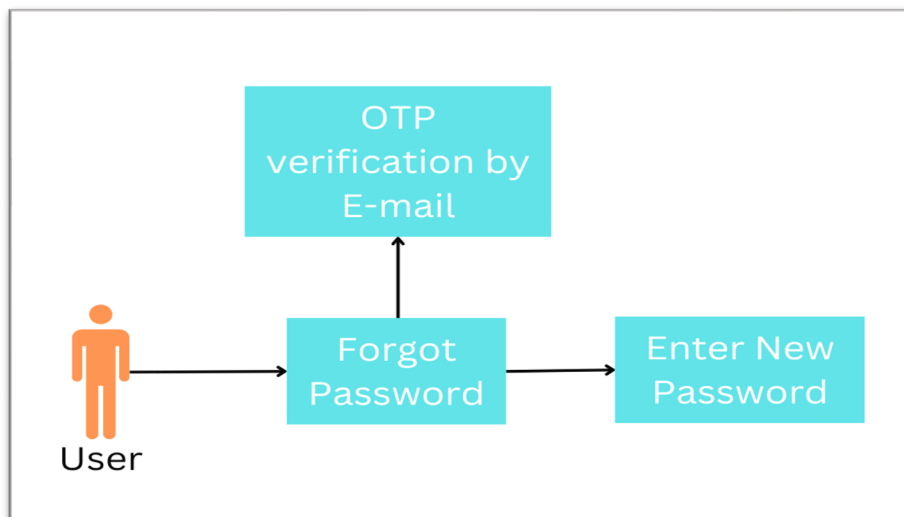 OTP
verification by
E-mail
Forgot
Password
Enter New
Password
User